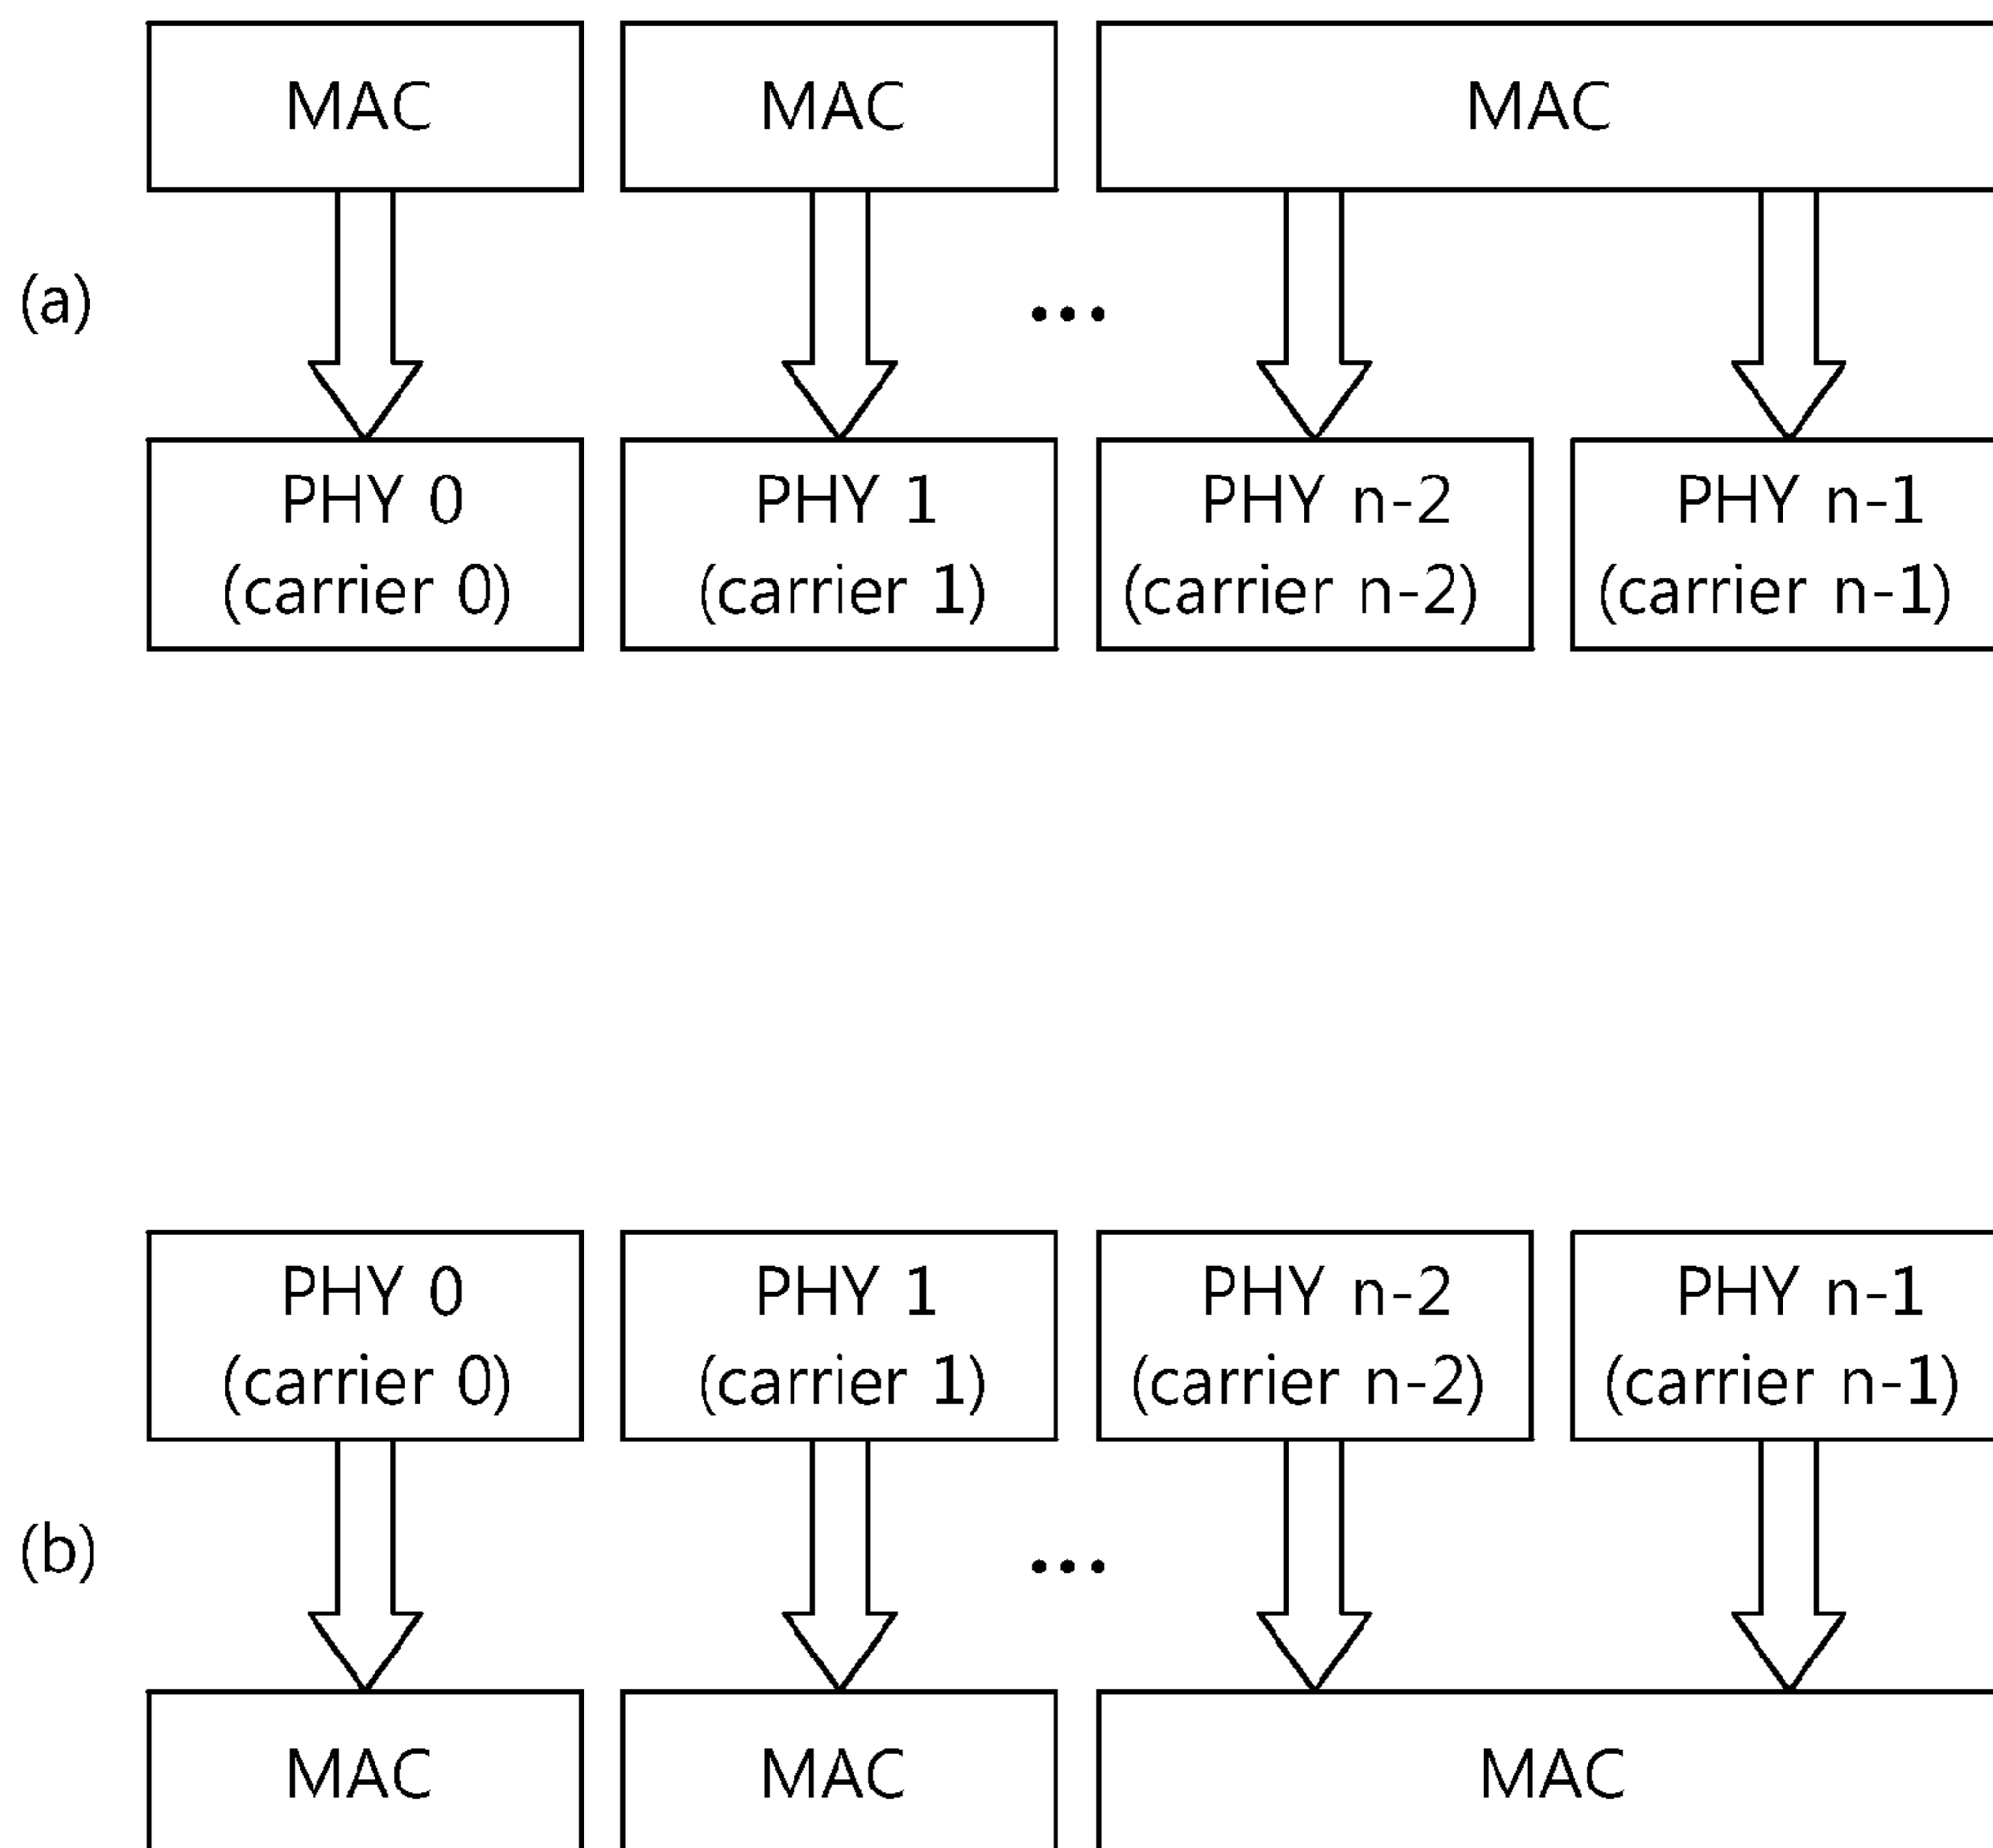 MAC MAC MAC
(a)
...
PHY 0 PHY 1 PHY n-2 PHY n-1
(carrier 0) (carrier 1) (carrier n-2) (carrier n-1)
PHY 0 PHY 1 PHY n-2 PHY n-1
(carrier 0) (carrier 1) (carrier n-2) (carrier n-1)
(b)
...
MAC MAC MAC